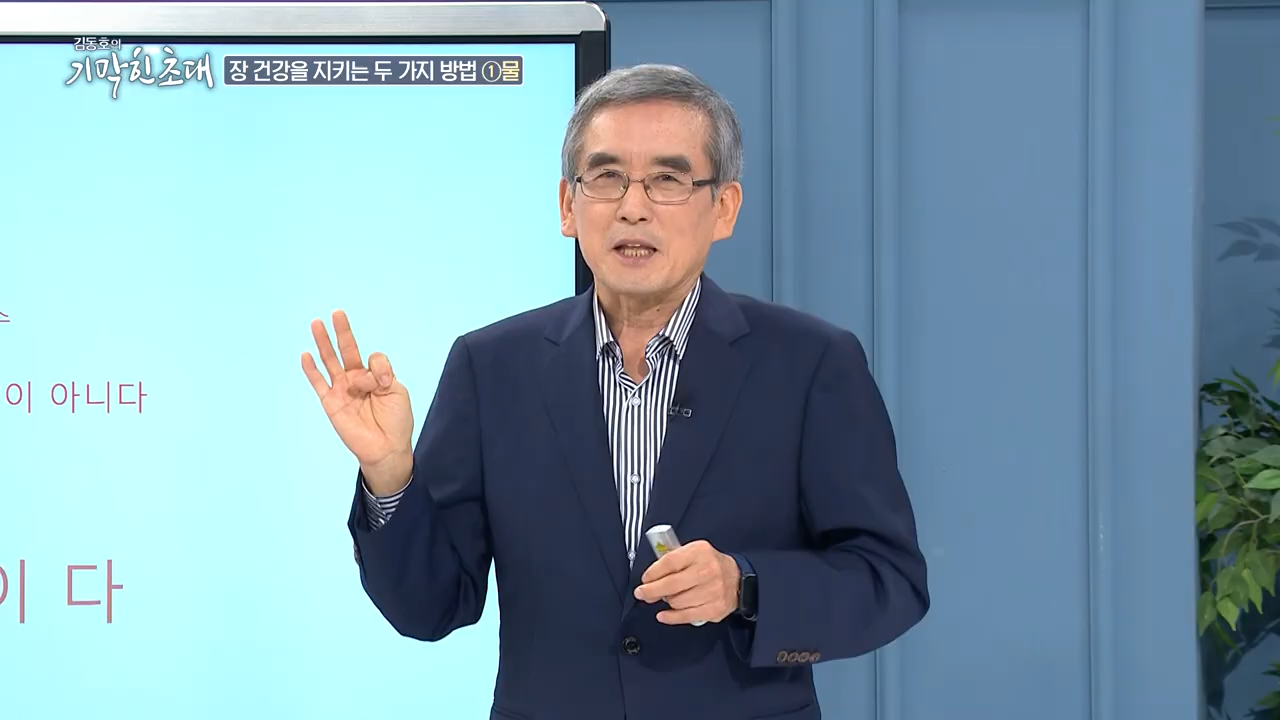 김동호의
기막힌 초대
장 건강을 지키는 두 가지 방법 ①물
이 아니다
이 다